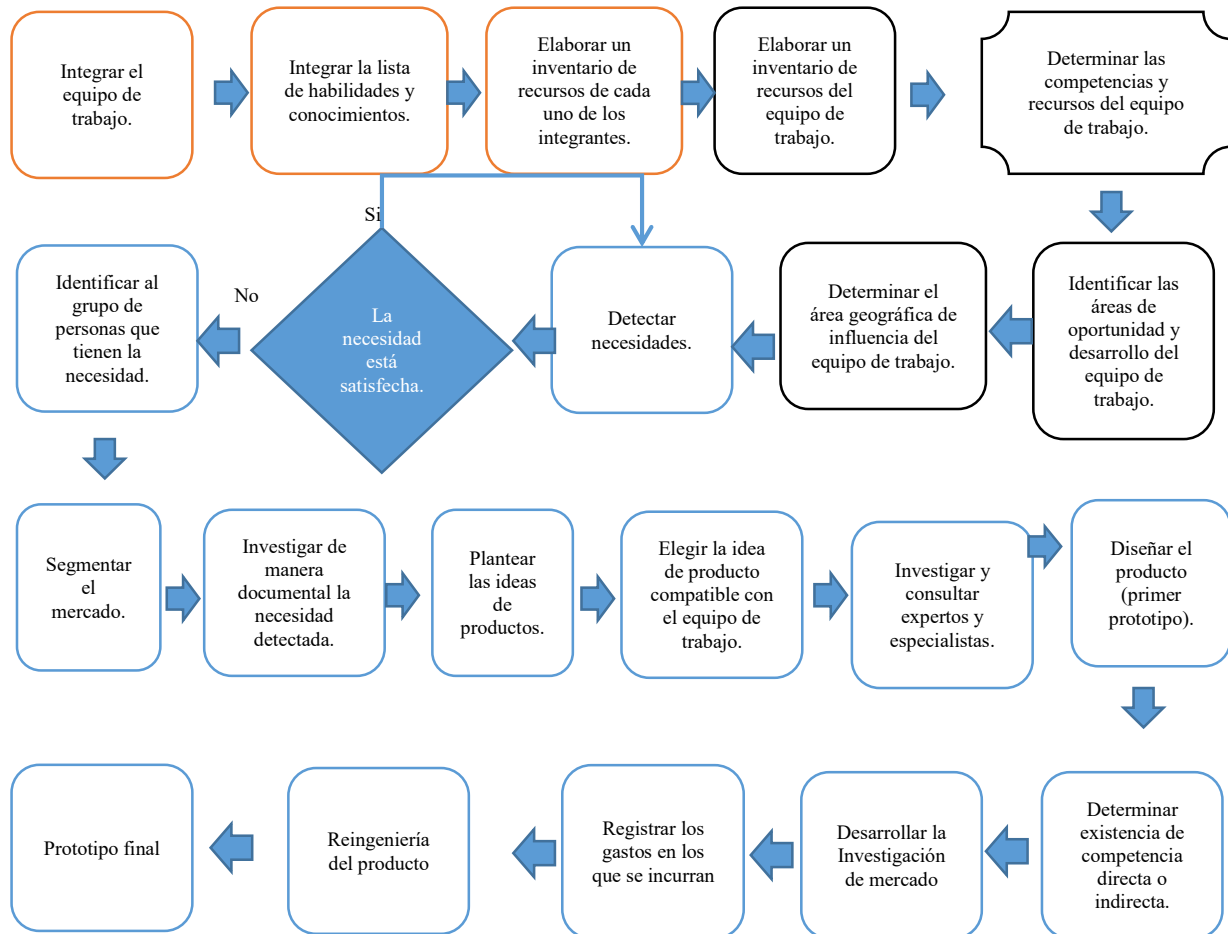 Integrar el
equipo de
trabajo.
Integrar la lista
de habilidades y
conocimientos.
Elaborar un
inventario de
recursos de cada
uno de los
integrantes.
Elaborar un
inventario de
recursos del
equipo de
trabajo.
Determinar las
competencias y
recursos del equipo
de trabajo.
Identificar las
áreas de
oportunidad y
desarrollo del
equipo de
trabajo.
Determinar el
área geográfica de
influencia del
equipo de trabajo.
Detectar
necesidades.
Si
La
necesidad
está
satisfecha.
No
Identificar al
grupo de
personas que
tienen la
necesidad.
Segmentar
el
mercado.
Investigar de
manera
documental la
necesidad
detectada.
Plantear
las ideas
de
productos.
Elegir la idea
de producto
compatible con
el equipo de
trabajo.
Investigar y
consultar
expertos y
especialistas.
Diseñar el
producto
(primer
prototipo).
Determinar
existencia de
competencia
directa o
indirecta.
Desarrollar la
Investigación
de mercado
Registrar los
gastos en los
que se incurran
Reingeniería
del producto
Prototipo final